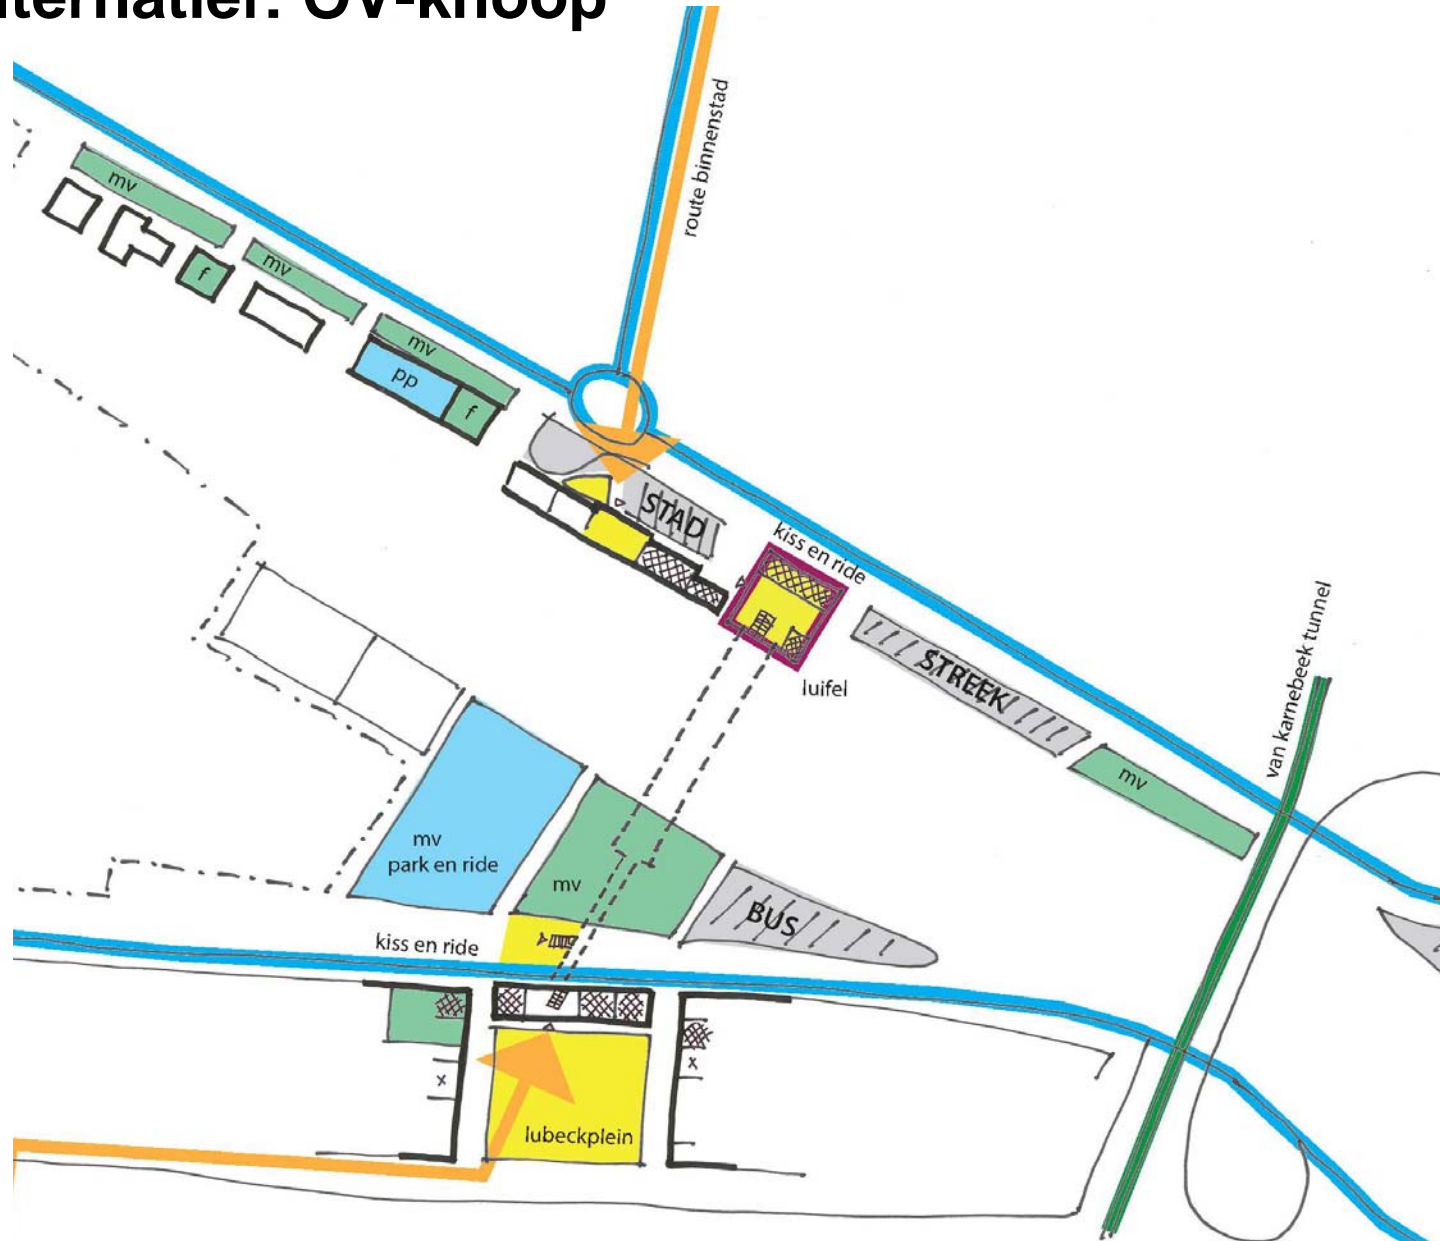 lternatief: OV-knoop
route binnenstad
mv
f
mv
mv
pp
f
STAD
kiss en ride
luifel
STREEK
van karnebeek tunnel
mv
mv
park en ride
mv
BUS
kiss en ride
x
x
lubeckplein